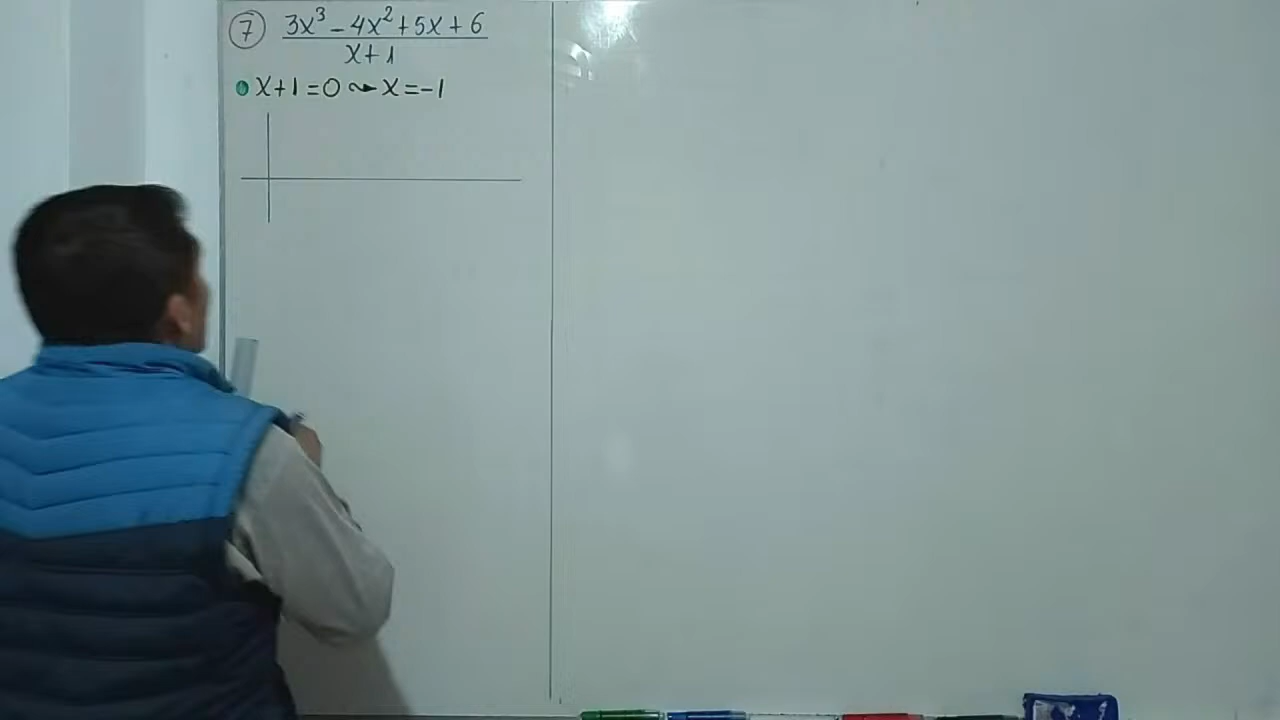 ⑦ 3x³ - 4x² + 5x + 6
x + 1
x + 1 = 0 ⤳ x = -1